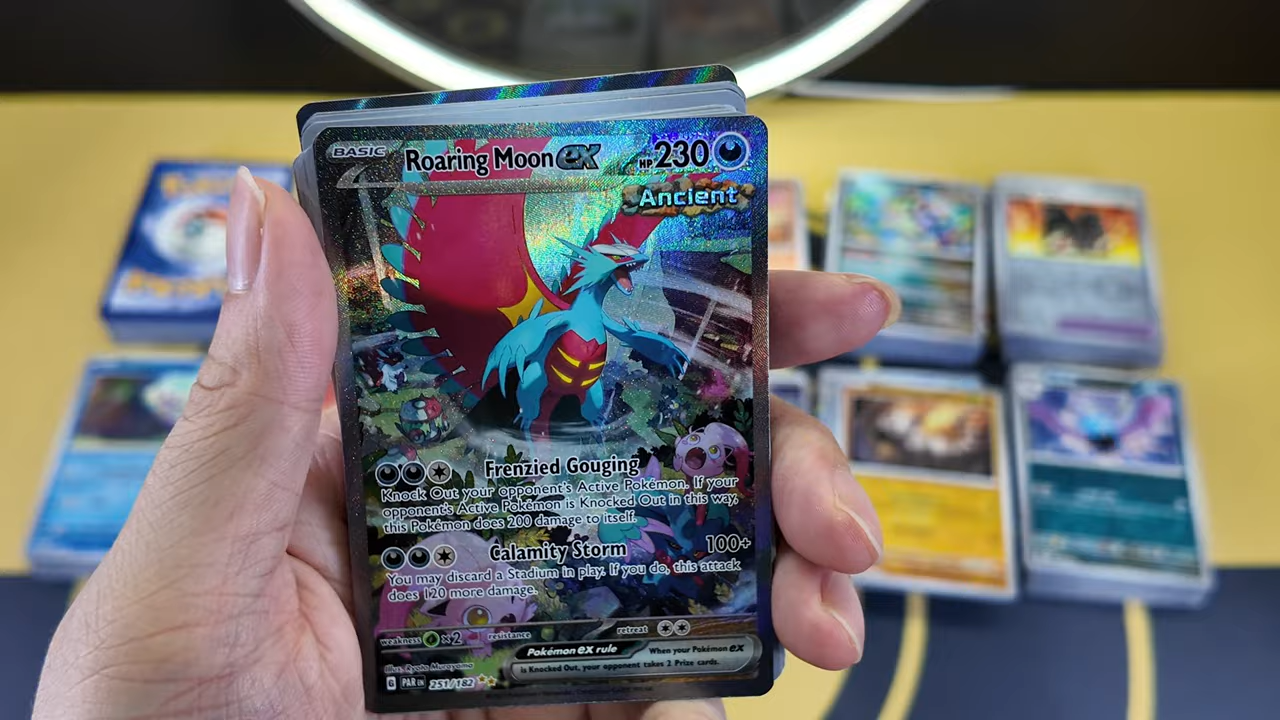 BASIC Roaring Moon ex HP 230
Ancient
Frenzied Gouging
Knock Out your opponent's Active Pokémon. If your
opponent's Active Pokémon is Knocked Out in this way,
this Pokémon does 200 damage to itself.
Calamity Storm 100+
You may discard a Stadium in play. If you do, this attack
does 120 more damage.
weakness x2 resistance retreat
Pokémon ex rule When your Pokémon ex
is Knocked Out, your opponent takes 2 Prize cards.
Illus. Ryota Murayama
G PAR EN 251/182